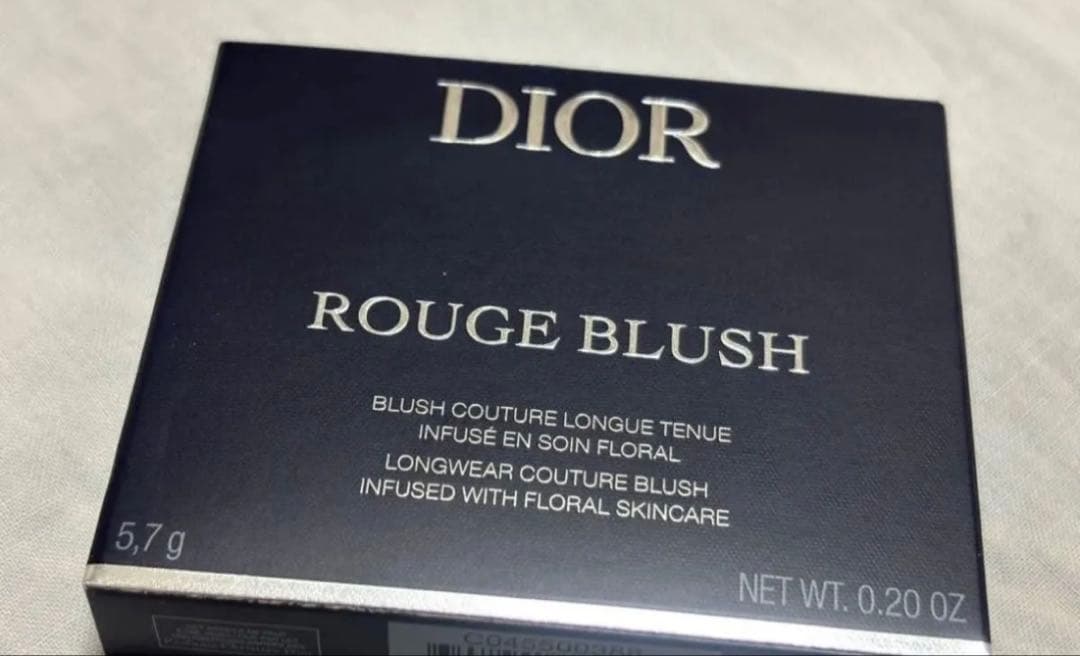 DIOR
ROUGE BLUSH
BLUSH COUTURE LONGUE TENUE
INFUSÉ EN SOIN FLORAL
LONGWEAR COUTURE BLUSH
INFUSED WITH FLORAL SKINCARE
5,7 g
NET WT. 0.20 OZ